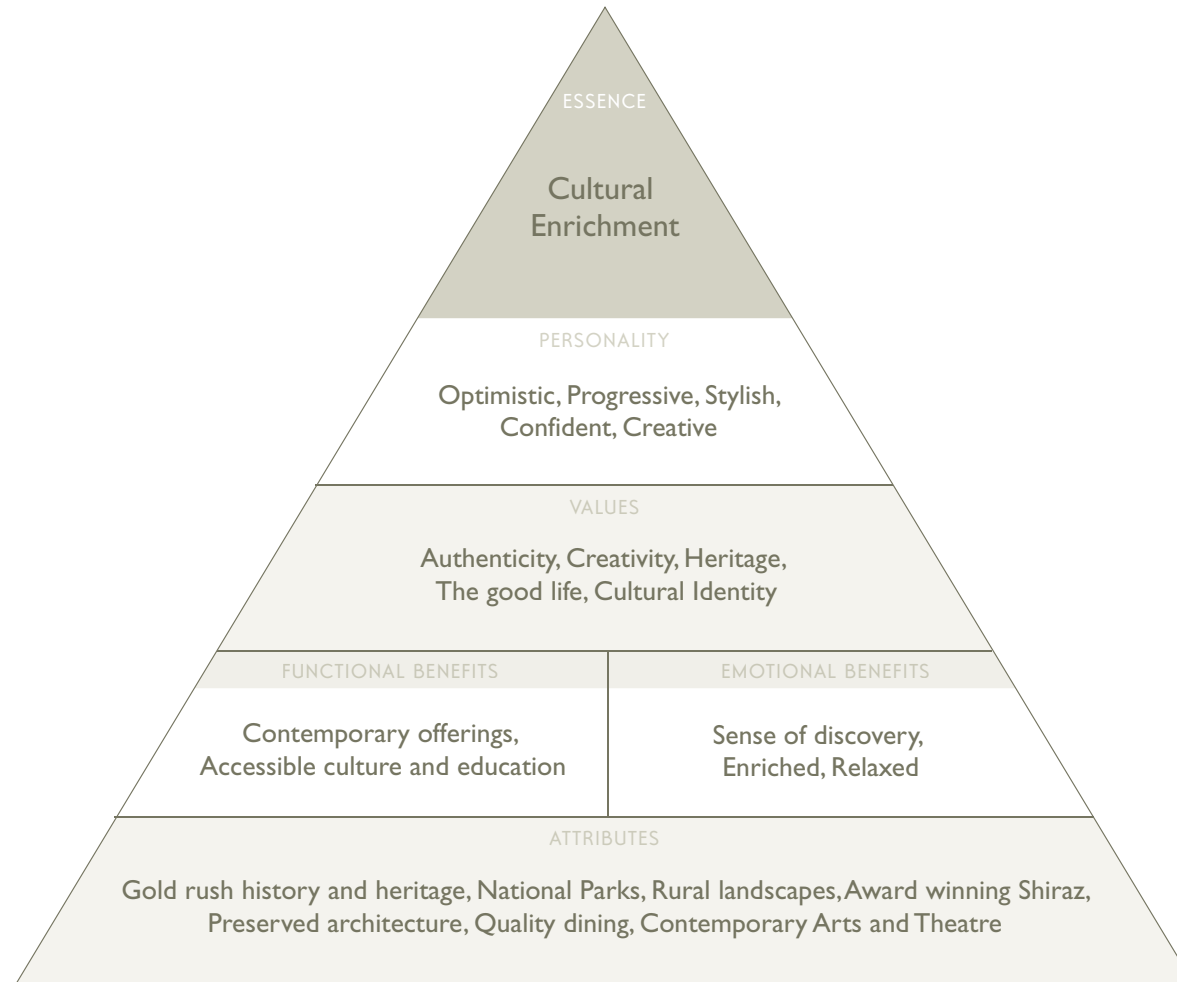 ESSENCE
Cultural
Enrichment
PERSONALITY
Optimistic, Progressive, Stylish,
Confident, Creative
VALUES
Authenticity, Creativity, Heritage,
The good life, Cultural Identity
FUNCTIONAL BENEFITS
Contemporary offerings,
Accessible culture and education
EMOTIONAL BENEFITS
Sense of discovery,
Enriched, Relaxed
ATTRIBUTES
Gold rush history and heritage, National Parks, Rural landscapes, Award winning Shiraz,
Preserved architecture, Quality dining, Contemporary Arts and Theatre